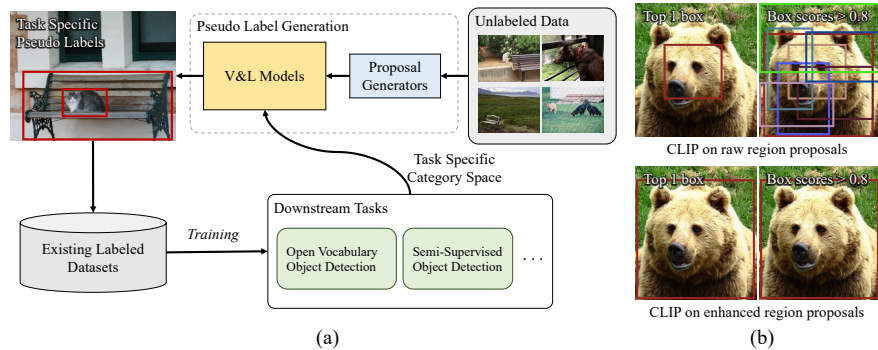 Task Specific
Pseudo Labels
Pseudo Label Generation
V&L Models
Proposal
Generators
Unlabeled Data
Task Specific
Category Space
Existing Labeled
Datasets
Training
Downstream Tasks
Open Vocabulary
Object Detection
Semi-Supervised
Object Detection
. . .
(a)
Top 1 box
Box scores > 0.8
CLIP on raw region proposals
Top 1 box
Box scores > 0.8
CLIP on enhanced region proposals
(b)